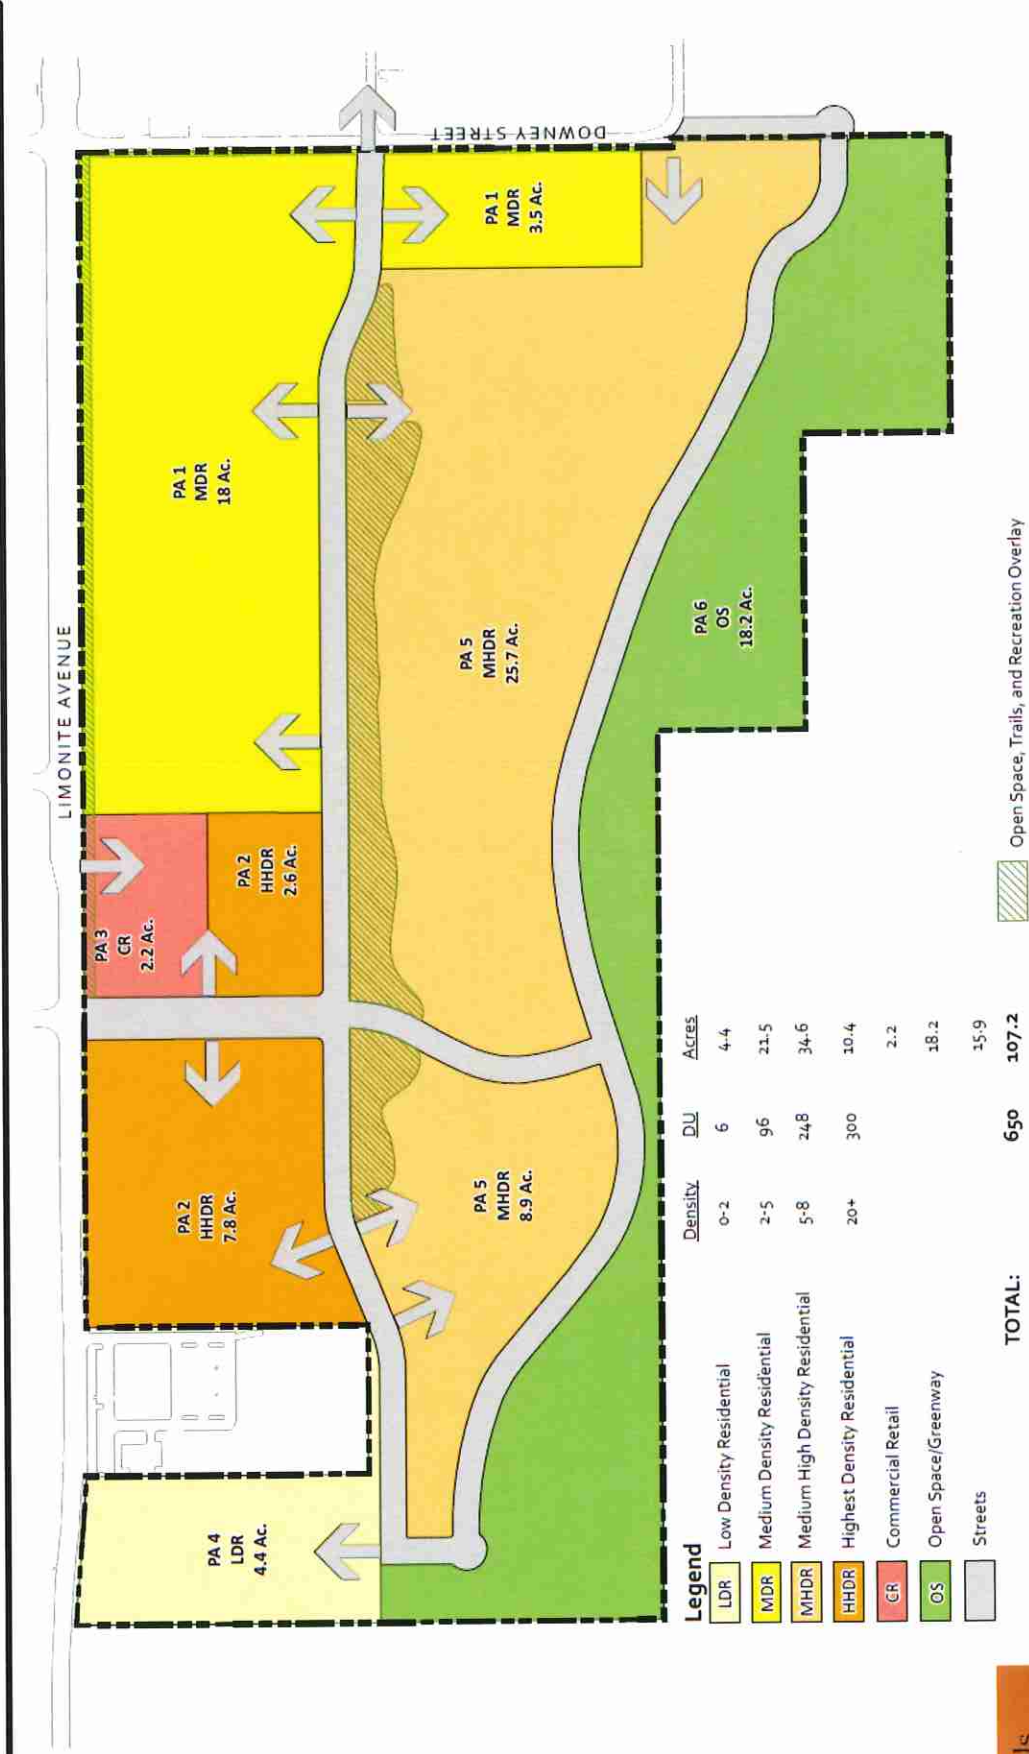 LIMONITE AVENUE
DOWNEY STREET
PA 4
LDR
4.4 Ac.
PA 2
HHDR
7.8 Ac.
PA 3
CR
2.2 Ac.
PA 2
HHDR
2.6 Ac.
PA 1
MDR
18 Ac.
PA 1
MDR
3.5 Ac.
PA 5
MHDR
8.9 Ac.
PA 5
MHDR
25.7 Ac.
PA 6
OS
18.2 Ac.
Legend Density DU Acres
LDR Low Density Residential 0-2 6 4.4
MDR Medium Density Residential 2-5 96 21.5
MHDR Medium High Density Residential 5-8 248 34.6
HHDR Highest Density Residential 20+ 300 10.4
CR Commercial Retail 2.2
OS Open Space/Greenway 18.2
Streets 15.9
TOTAL: 650 107.2
Open Space, Trails, and Recreation Overlay